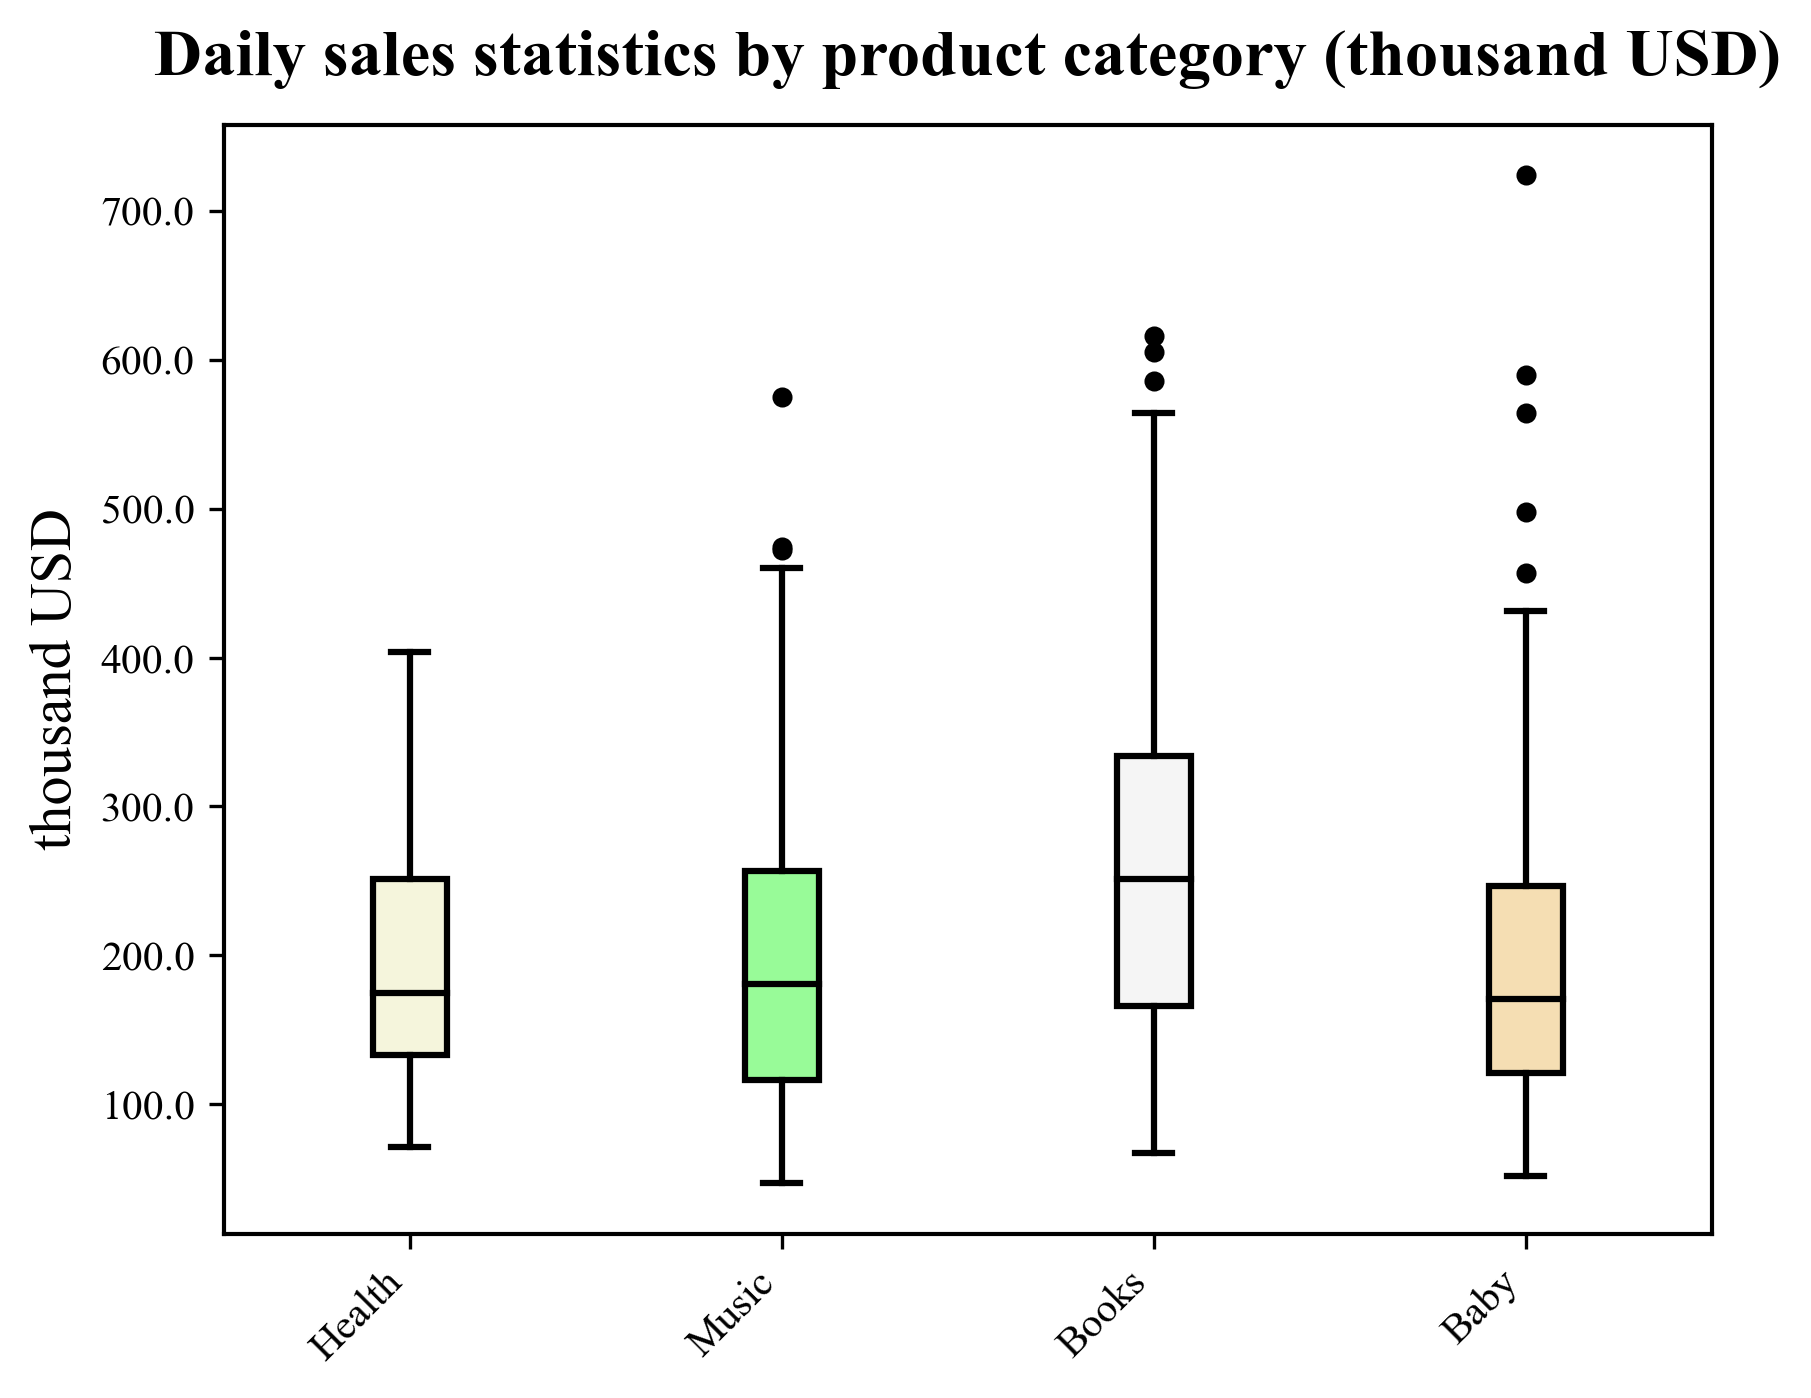 Daily sales statistics by product category (thousand USD)
thousand USD
700.0
600.0
500.0
400.0
300.0
200.0
100.0
Health
Music
Books
Baby